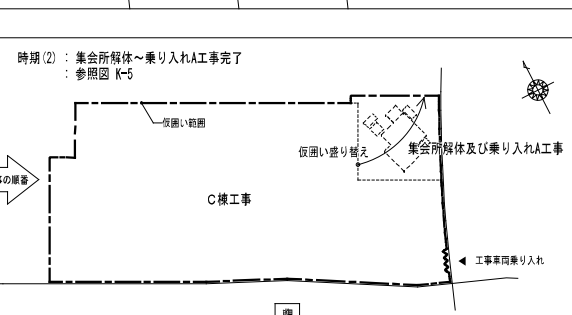 時期(2) : 集会所解体～乗り入れA工事完了
: 参照図 K-5
仮囲い範囲
仮囲い盛り替え
集会所解体及び乗り入れA工事
の順番
C棟工事
工事車両乗り入れ